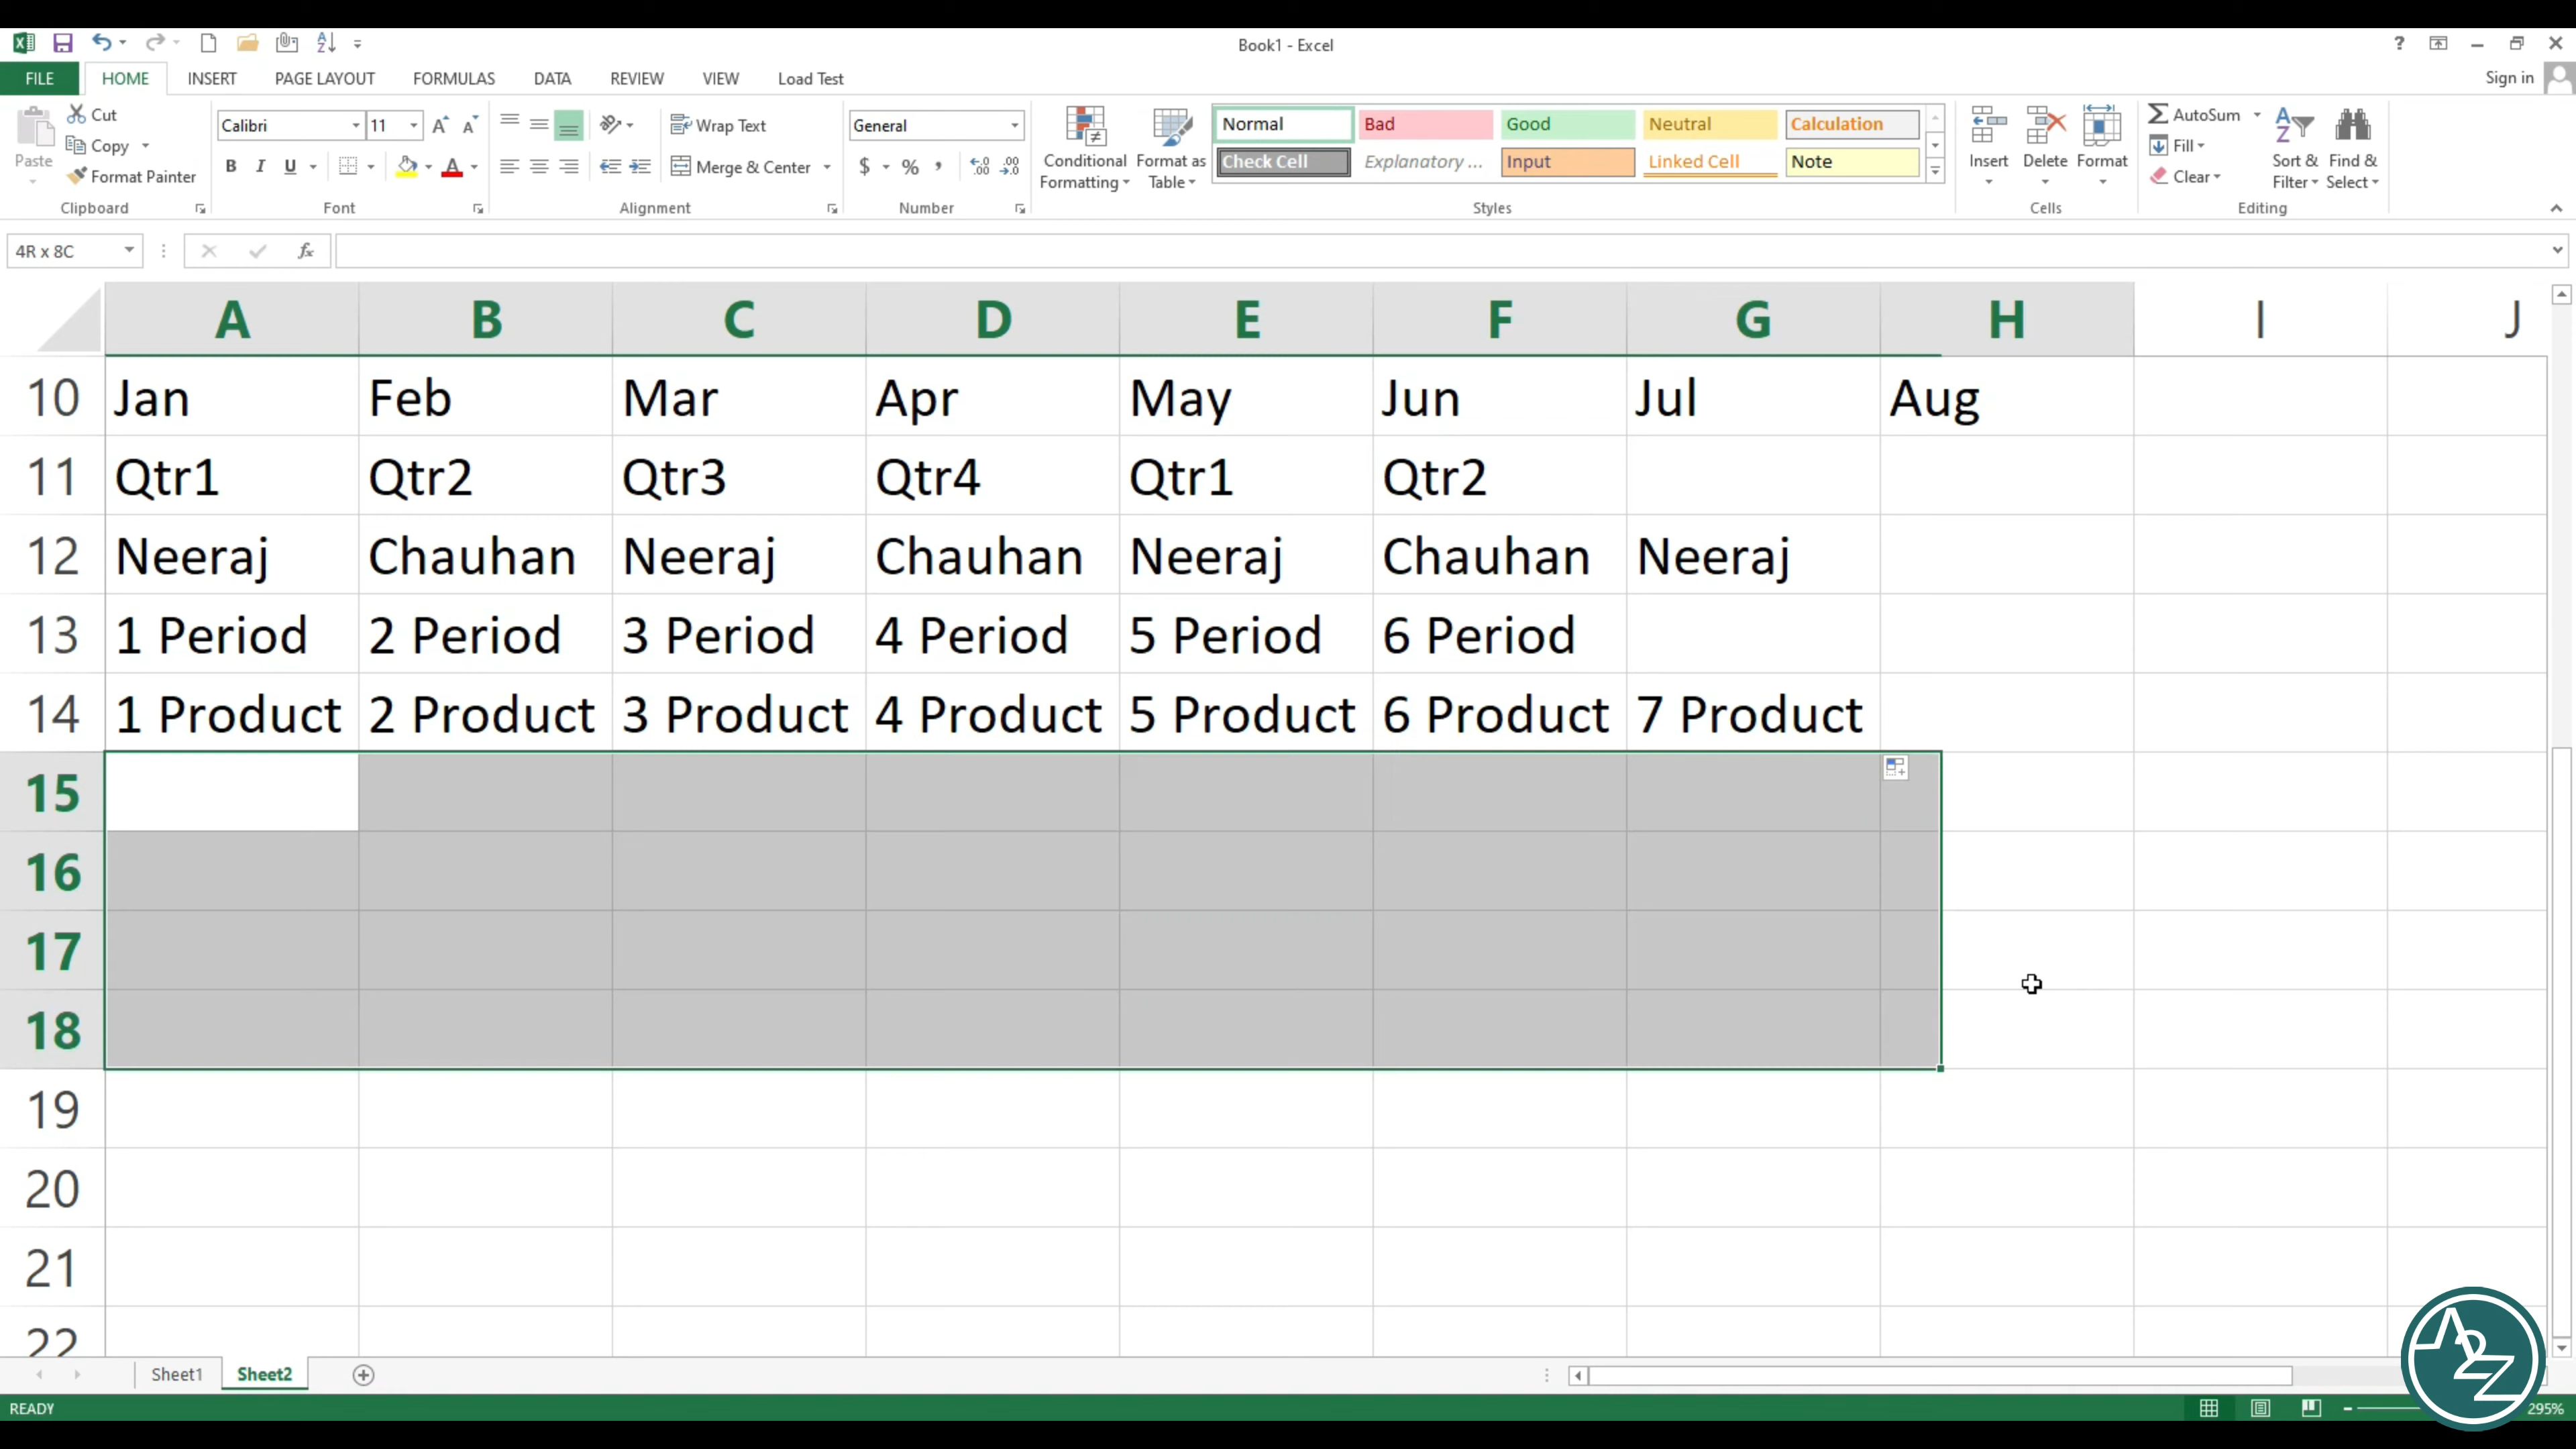 Book1 - Excel
?
FILE HOME INSERT PAGE LAYOUT FORMULAS DATA REVIEW VIEW Load Test Sign in
Paste Cut Copy Format Painter Clipboard
Calibri 11 B I U Font
Wrap Text Merge & Center Alignment
General $ % , Number
Conditional Formatting Format as Table
Normal Bad Good Neutral Calculation
Check Cell Explanatory ... Input Linked Cell Note
Styles
Insert Delete Format Cells
AutoSum Fill Clear Sort & Filter Find & Select Editing
4R x 8C fx
A B C D E F G H I J
10 Jan Feb Mar Apr May Jun Jul Aug
11 Qtr1 Qtr2 Qtr3 Qtr4 Qtr1 Qtr2
12 Neeraj Chauhan Neeraj Chauhan Neeraj Chauhan Neeraj
13 1 Period 2 Period 3 Period 4 Period 5 Period 6 Period
14 1 Product 2 Product 3 Product 4 Product 5 Product 6 Product 7 Product
15
16
17
18
19
20
21
22
Sheet1 Sheet2
READY 295%
A2Z